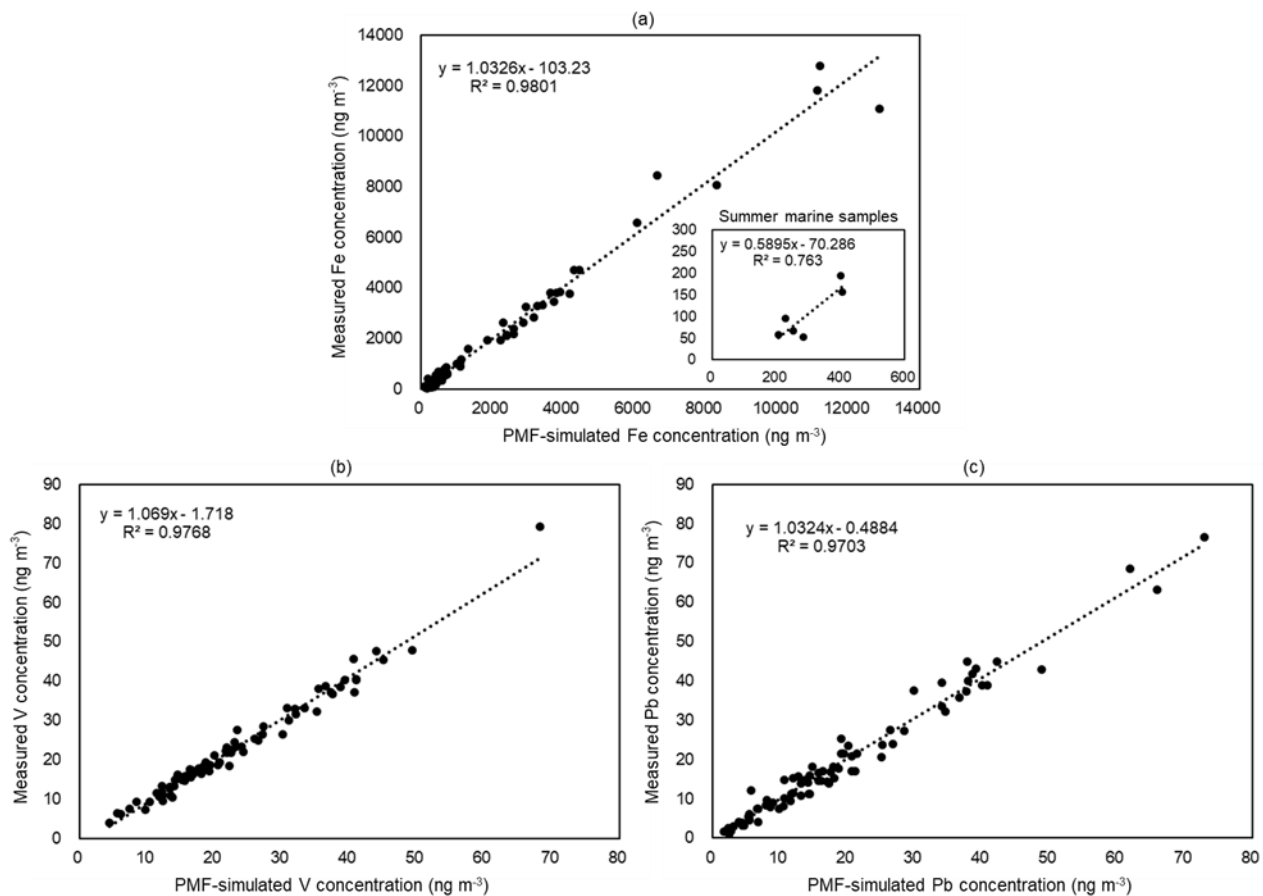 (a)
Measured Fe concentration (ng m⁻³)
14000
12000
10000
8000
6000
4000
2000
0
y = 1.0326x - 103.23
R² = 0.9801
Summer marine samples
300
250
200
150
100
50
0
y = 0.5895x - 70.286
R² = 0.763
0 200 400 600
0 2000 4000 6000 8000 10000 12000 14000
PMF-simulated Fe concentration (ng m⁻³)
(b)
Measured V concentration (ng m⁻³)
90
80
70
60
50
40
30
20
10
0
y = 1.069x - 1.718
R² = 0.9768
0 10 20 30 40 50 60 70 80
PMF-simulated V concentration (ng m⁻³)
(c)
Measured Pb concentration (ng m⁻³)
90
80
70
60
50
40
30
20
10
0
y = 1.0324x - 0.4884
R² = 0.9703
0 10 20 30 40 50 60 70 80
PMF-simulated Pb concentration (ng m⁻³)